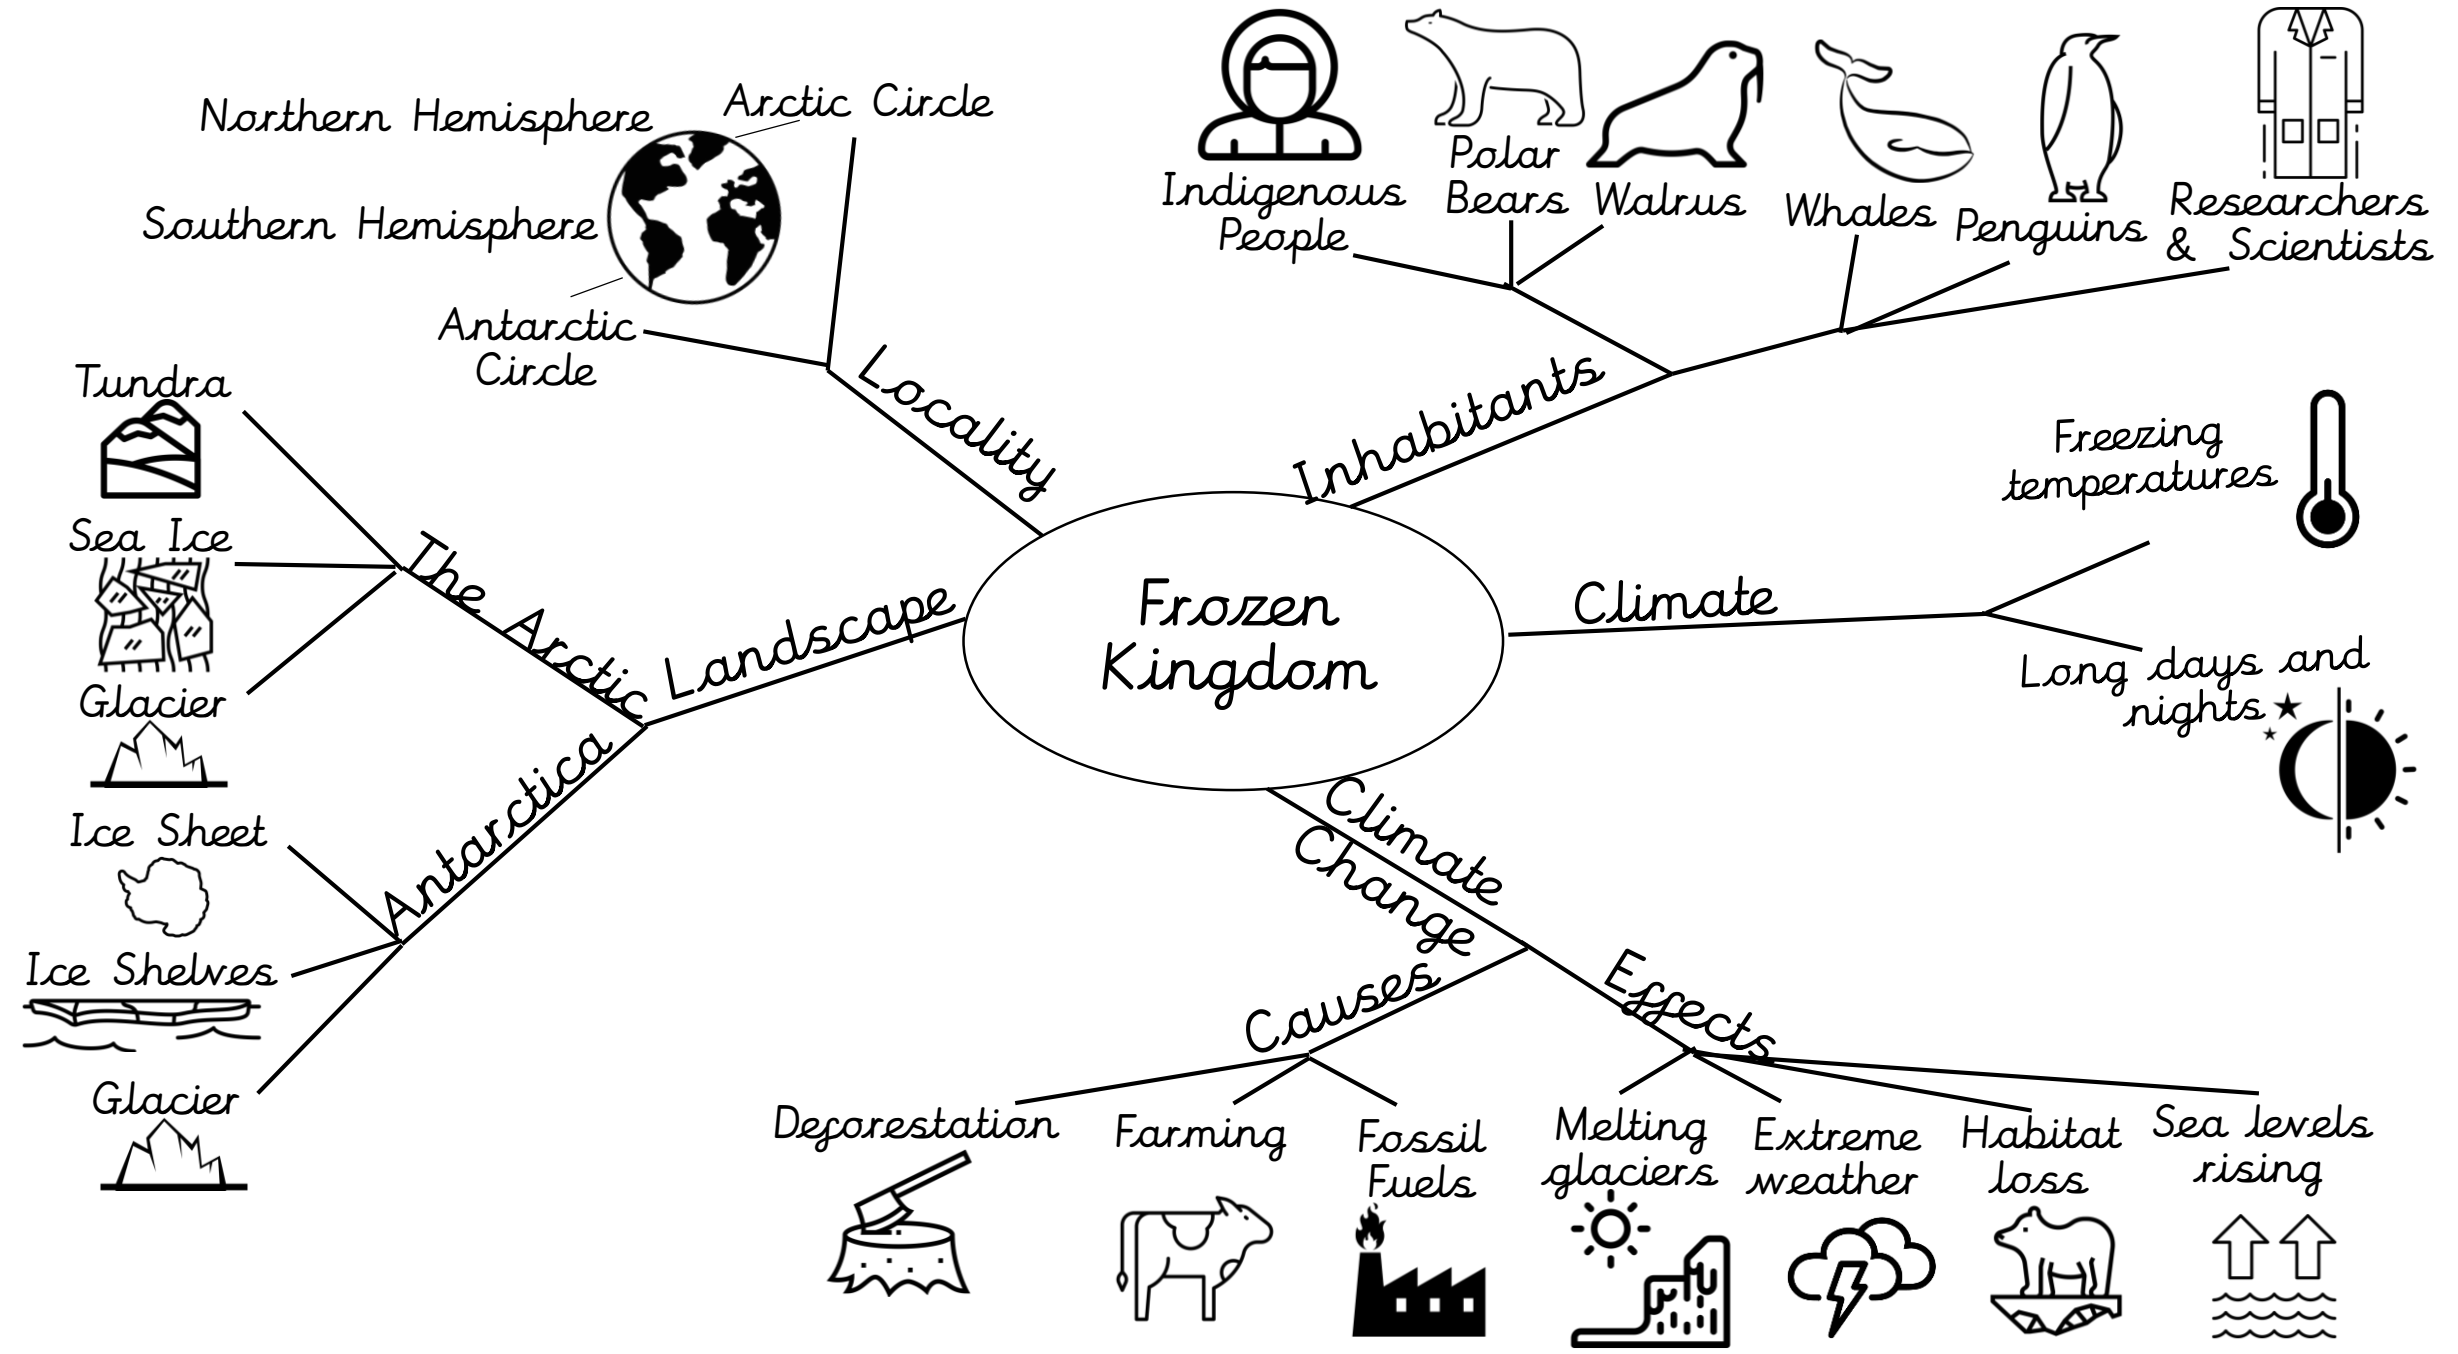 Frozen
Kingdom
Locality
Northern Hemisphere
Southern Hemisphere
Arctic Circle
Antarctic
Circle
Inhabitants
Indigenous
People
Polar
Bears
Walrus
Whales
Penguins
Researchers
& Scientists
Climate
Freezing
temperatures
Long days and
nights
Climate
Change
Causes
Deforestation
Farming
Fossil
Fuels
Effects
Melting
glaciers
Extreme
weather
Habitat
loss
Sea levels
rising
Landscape
The Arctic
Tundra
Sea Ice
Glacier
Antarctica
Ice Sheet
Ice Shelves
Glacier